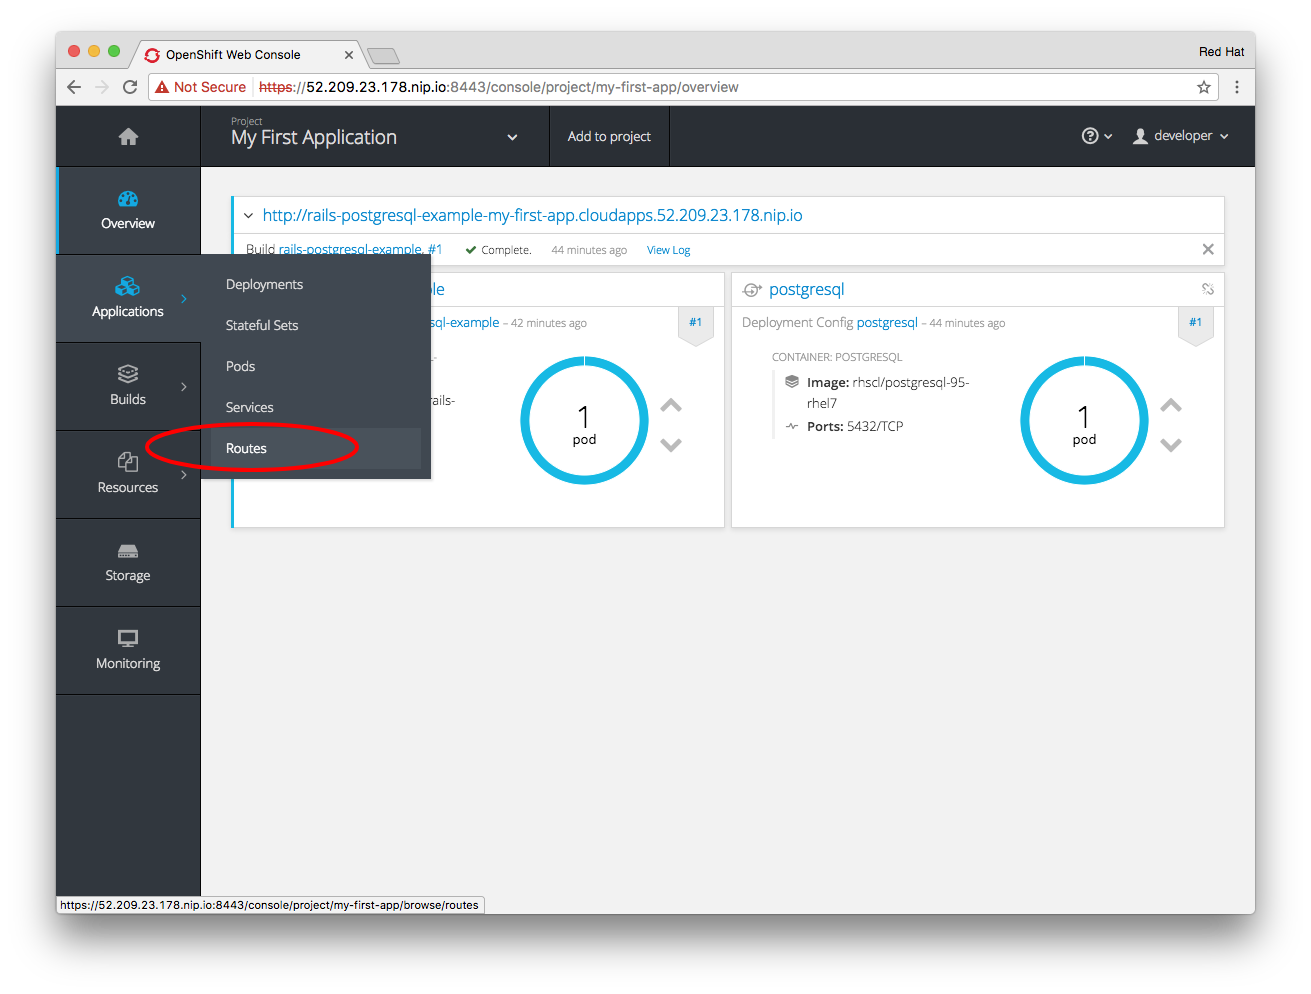 OpenShift Web Console
Red Hat
Not Secure https://52.209.23.178.nip.io:8443/console/project/my-first-app/overview
Project
My First Application
Add to project
developer
Overview
Applications
Builds
Resources
Storage
Monitoring
Deployments
Stateful Sets
Pods
Services
Routes
http://rails-postgresql-example-my-first-app.cloudapps.52.209.23.178.nip.io
Build rails-postgresql-example, #1 Complete. 44 minutes ago View Log
le
sql-example – 42 minutes ago #1
rails-
1
pod
postgresql
Deployment Config postgresql – 44 minutes ago #1
CONTAINER: POSTGRESQL
Image: rhscl/postgresql-95-
rhel7
Ports: 5432/TCP
1
pod
https://52.209.23.178.nip.io:8443/console/project/my-first-app/browse/routes